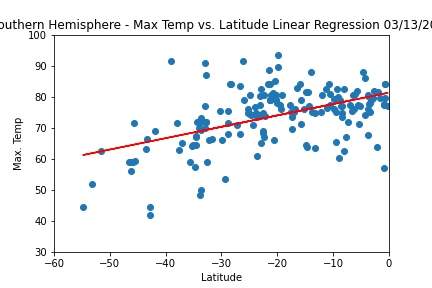 outhern Hemisphere - Max Temp vs. Latitude Linear Regression 03/13/20
100
90
80
70
60
50
40
30
Max. Temp
−60 −50 −40 −30 −20 −10 0
Latitude